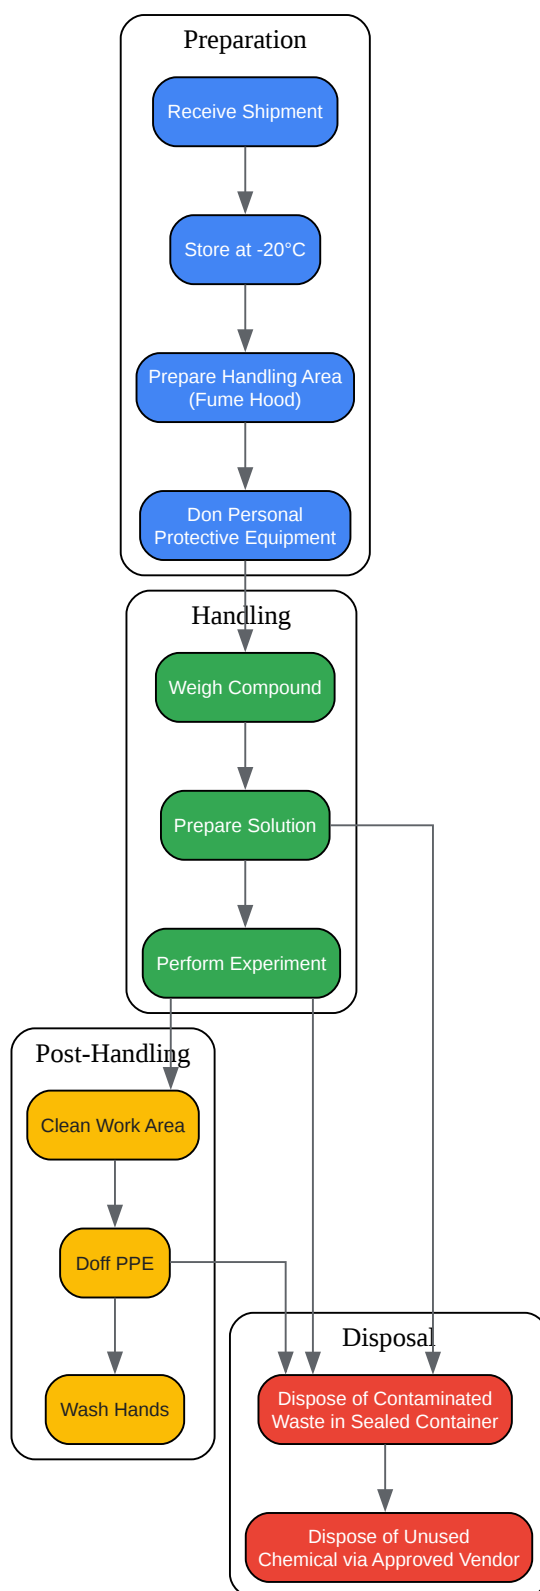 Preparation
Receive Shipment
Store at -20°C
Prepare Handling Area
(Fume Hood)
Don Personal
Protective Equipment
Handling
Weigh Compound
Prepare Solution
Perform Experiment
Post-Handling
Clean Work Area
Doff PPE
Wash Hands
Disposal
Dispose of Contaminated
Waste in Sealed Container
Dispose of Unused
Chemical via Approved Vendor